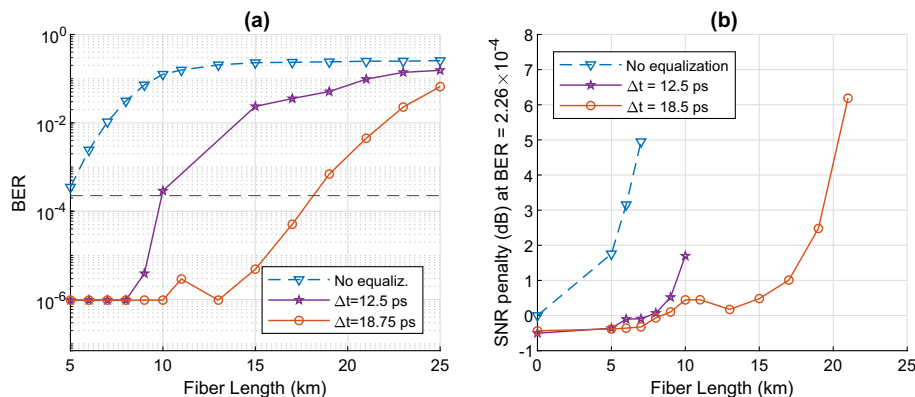 (a)
BER
10^0
10^-2
10^-4
10^-6
5
10
15
20
25
Fiber Length (km)
No equaliz.
Δt=12.5 ps
Δt=18.75 ps
(b)
SNR penalty (dB) at BER = 2.26 × 10^-4
8
7
6
5
4
3
2
1
0
-1
0
5
10
15
20
25
Fiber Length (km)
No equalization
Δt = 12.5 ps
Δt = 18.5 ps